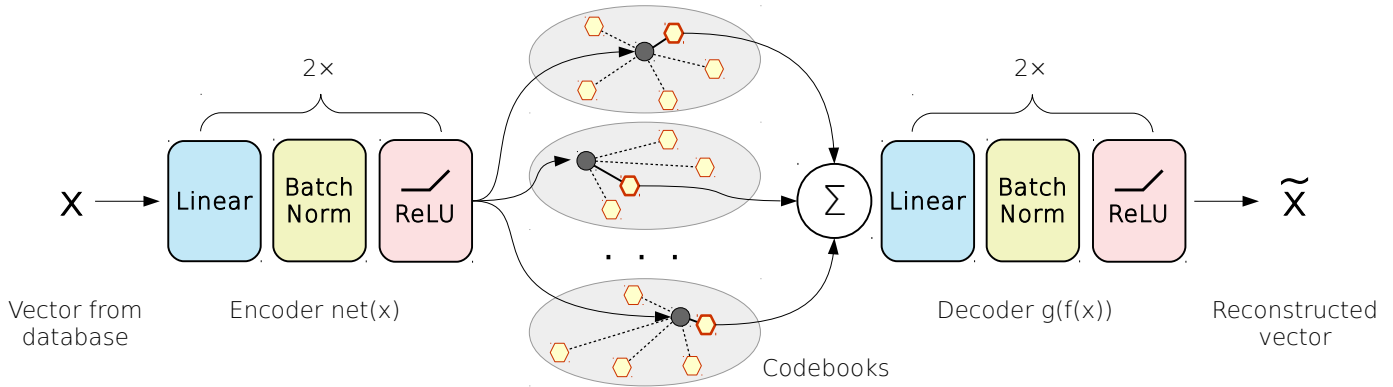 2×
2×
x
Linear
Batch
Norm
ReLU
. . .
∑
Linear
Batch
Norm
ReLU
x̃
Vector from
database
Encoder net(x)
Codebooks
Decoder g(f(x))
Reconstructed
vector